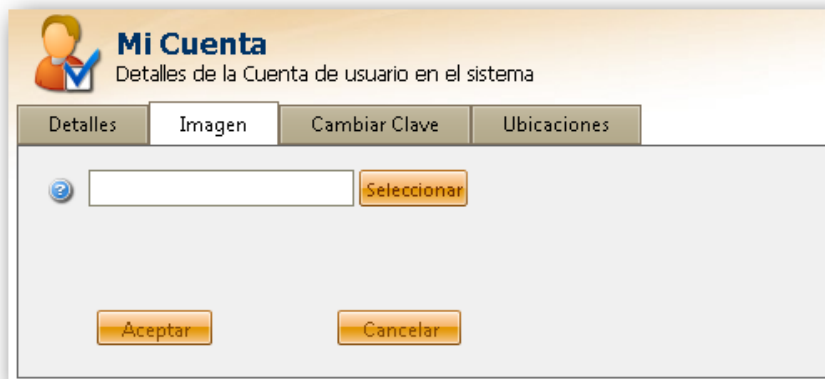 Mi Cuenta
Detalles de la Cuenta de usuario en el sistema
Detalles Imagen Cambiar Clave Ubicaciones
Seleccionar
Aceptar Cancelar